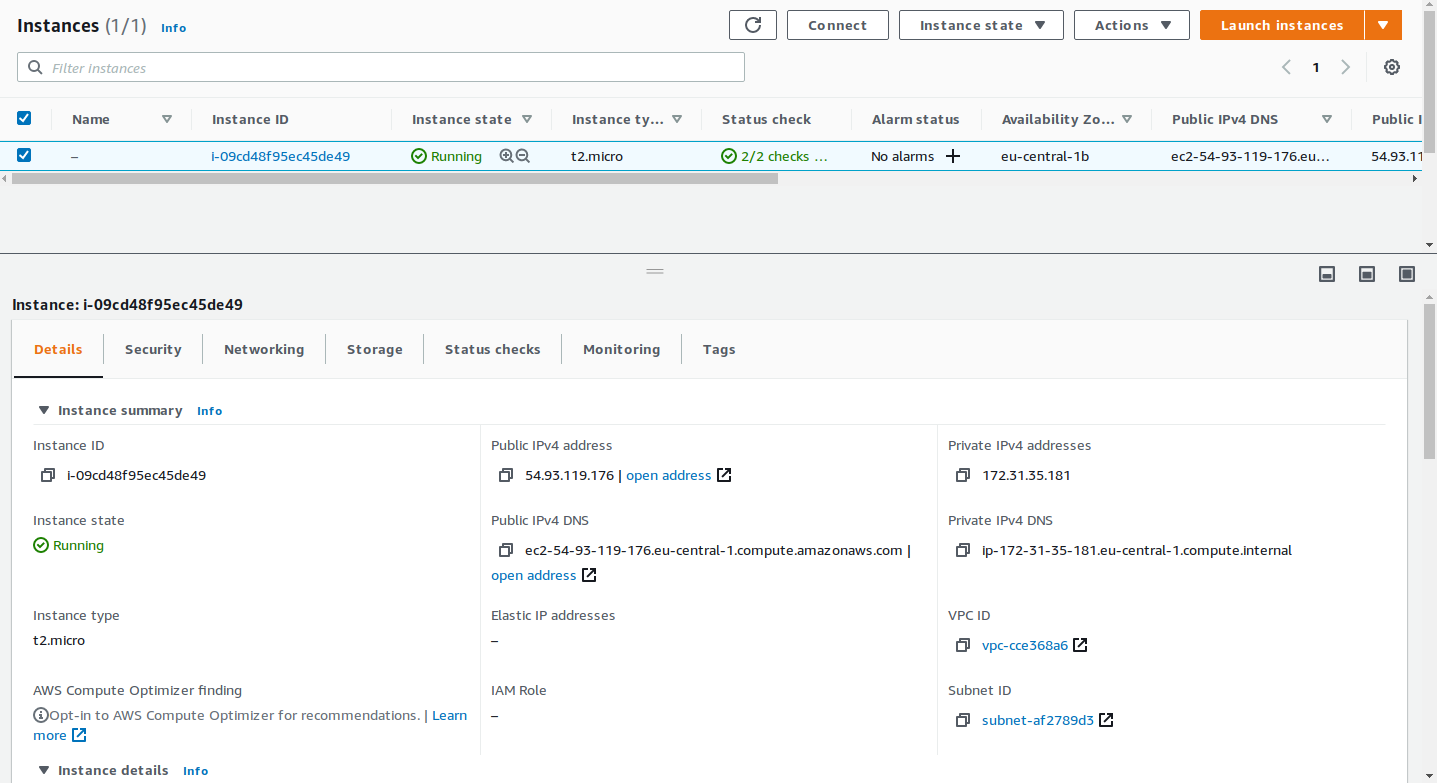 Instances (1/1) Info
Connect
Instance state
Actions
Launch instances
Filter instances
1
Name Instance ID Instance state Instance ty... Status check Alarm status Availability Zo... Public IPv4 DNS Public I
– i-09cd48f95ec45de49 Running t2.micro 2/2 checks ... No alarms + eu-central-1b ec2-54-93-119-176.eu... 54.93.11
Instance: i-09cd48f95ec45de49
Details Security Networking Storage Status checks Monitoring Tags
Instance summary Info
Instance ID Public IPv4 address Private IPv4 addresses
i-09cd48f95ec45de49 54.93.119.176 | open address 172.31.35.181
Instance state Public IPv4 DNS Private IPv4 DNS
Running ec2-54-93-119-176.eu-central-1.compute.amazonaws.com | ip-172-31-35-181.eu-central-1.compute.internal
open address
Instance type Elastic IP addresses VPC ID
t2.micro – vpc-cce368a6
AWS Compute Optimizer finding IAM Role Subnet ID
Opt-in to AWS Compute Optimizer for recommendations. | Learn – subnet-af2789d3
more
Instance details Info